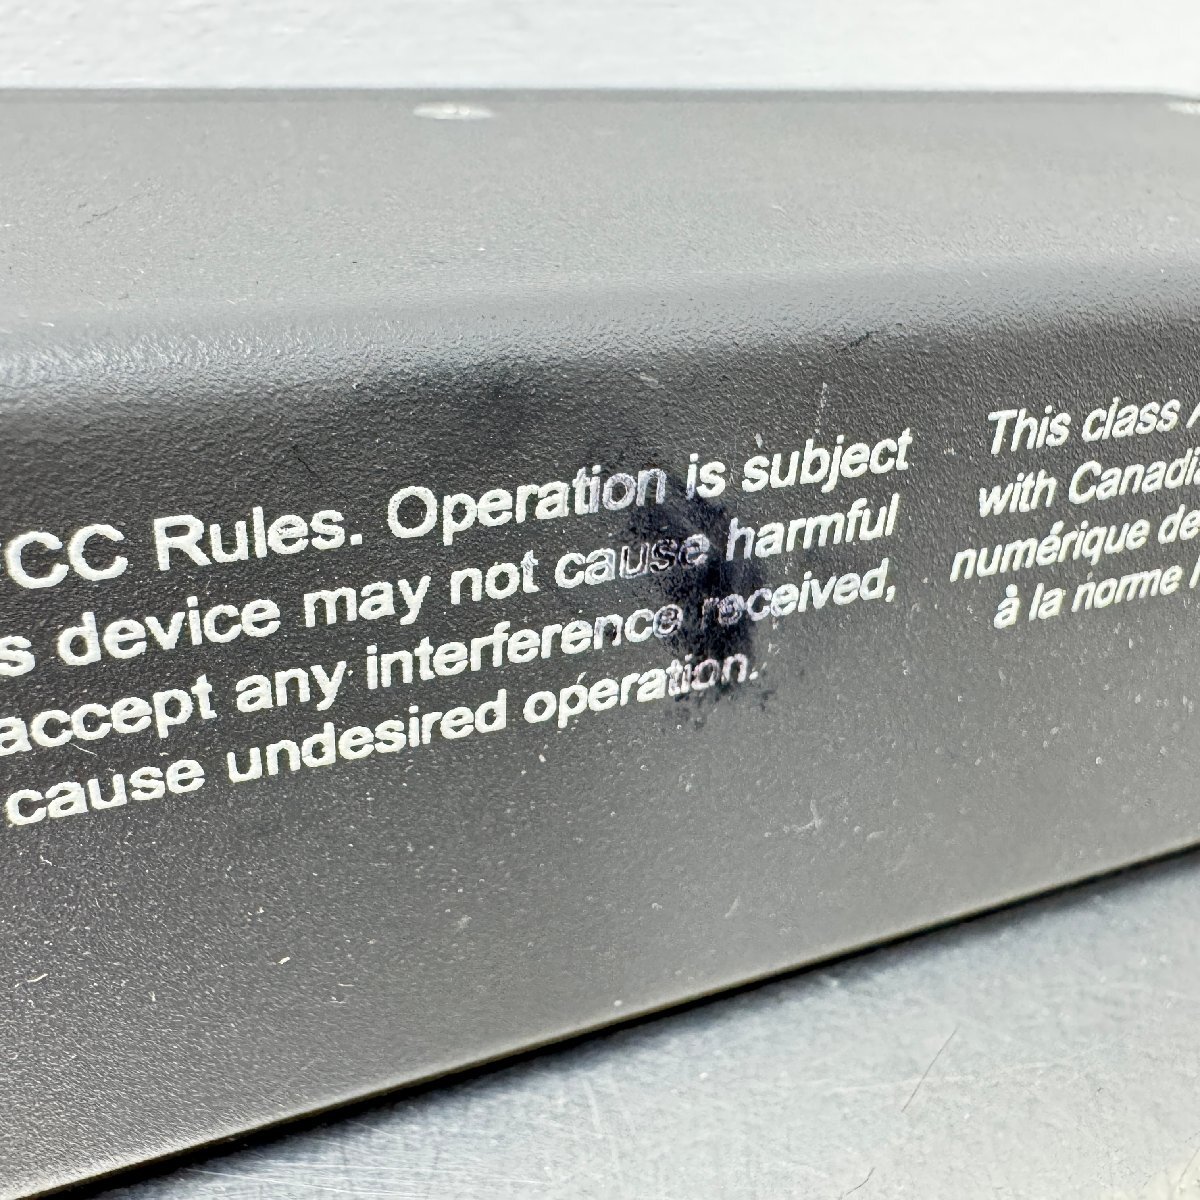 CC Rules. Operation is subject
s device may not cause harmful
accept any interference received,
cause undesired operation.
This class A
with Canadi
numérique de
à la norme